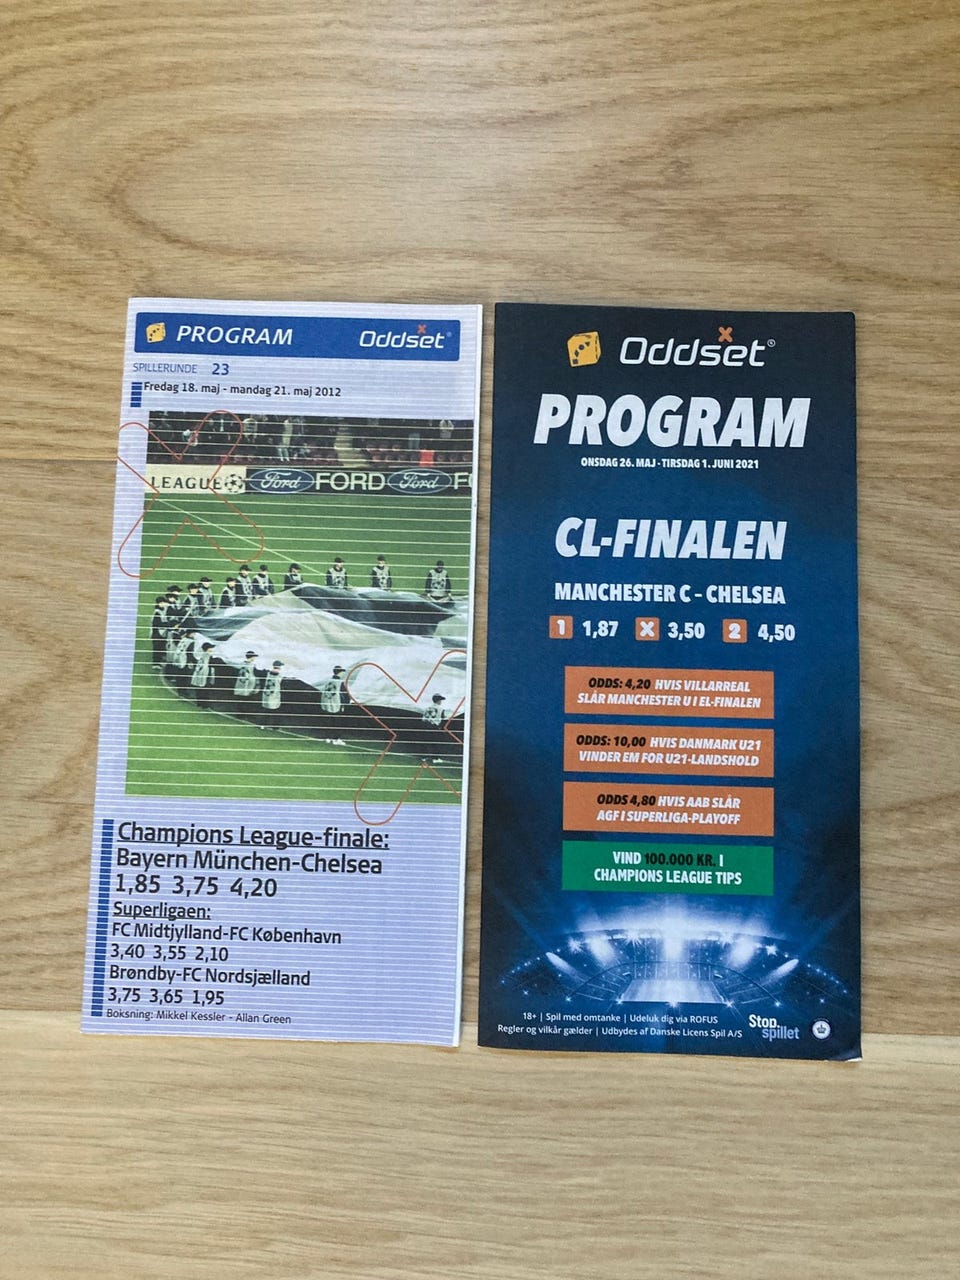 PROGRAM
Oddset®
SPILLERUNDE 23
Fredag 18. maj - mandag 21. maj 2012
LEAGUE Ford FORD Ford F
Champions League-finale:
Bayern München-Chelsea
1,85 3,75 4,20
Superligaen:
FC Midtjylland-FC København
3,40 3,55 2,10
Brøndby-FC Nordsjælland
3,75 3,65 1,95
Boksning: Mikkel Kessler - Allan Green
Oddset®
PROGRAM
ONSDAG 26. MAJ - TIRSDAG 1. JUNI 2021
CL-FINALEN
MANCHESTER C - CHELSEA
1 1,87 X 3,50 2 4,50
ODDS: 4,20 HVIS VILLARREAL
SLÅR MANCHESTER U I EL-FINALEN
ODDS: 10,00 HVIS DANMARK U21
VINDER EM FOR U21-LANDSHOLD
ODDS 4,80 HVIS AAB SLÅR
AGF I SUPERLIGA-PLAYOFF
VIND 100.000 KR. I
CHAMPIONS LEAGUE TIPS
18+ | Spil med omtanke | Udeluk dig via ROFUS
Regler og vilkår gælder | Udbydes af Danske Licens Spil A/S
Stop
spillet